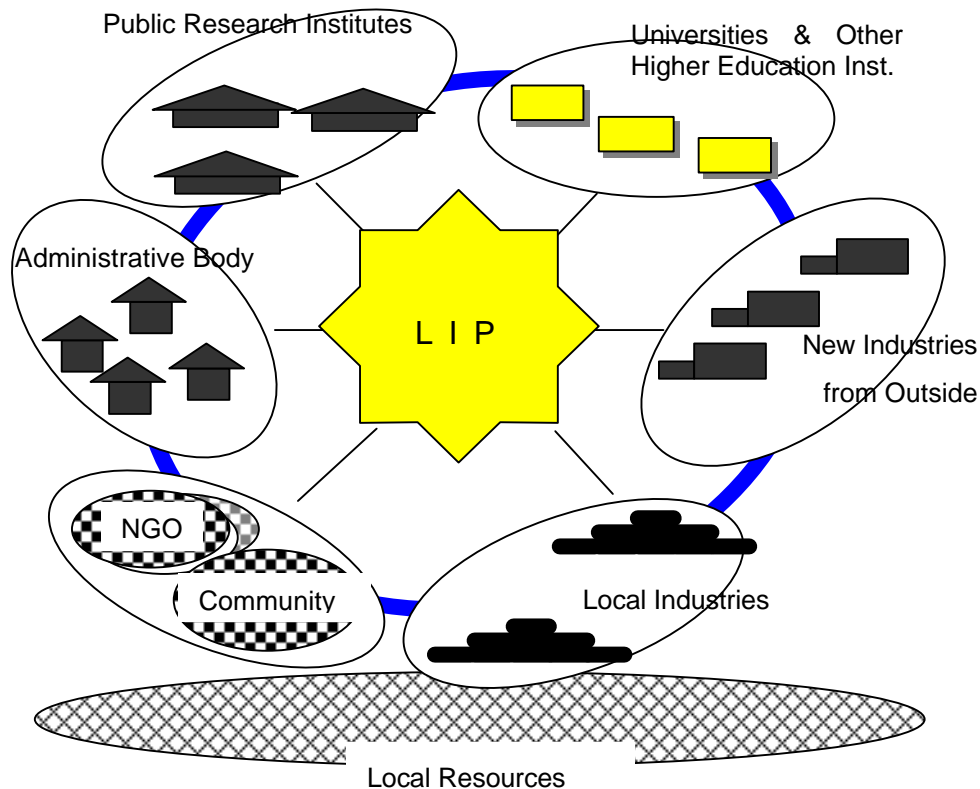 Public Research Institutes
Universities & Other
Higher Education Inst.
Administrative Body
L I P
New Industries
from Outside
NGO
Community
Local Industries
Local Resources